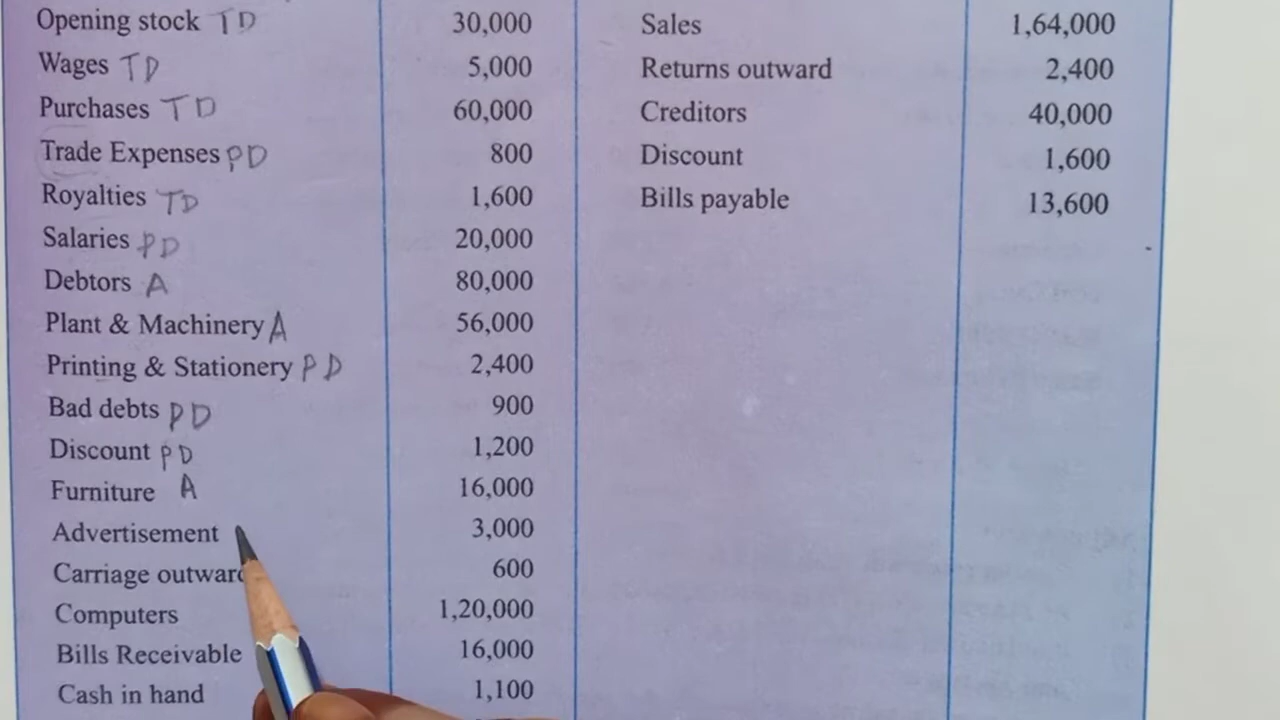 Opening stock TD 30,000 Sales 1,64,000
Wages TD 5,000 Returns outward 2,400
Purchases TD 60,000 Creditors 40,000
Trade Expenses PD 800 Discount 1,600
Royalties TD 1,600 Bills payable 13,600
Salaries PD 20,000
Debtors A 80,000
Plant & Machinery A 56,000
Printing & Stationery PD 2,400
Bad debts PD 900
Discount PD 1,200
Furniture A 16,000
Advertisement 3,000
Carriage outward 600
Computers 1,20,000
Bills Receivable 16,000
Cash in hand 1,100